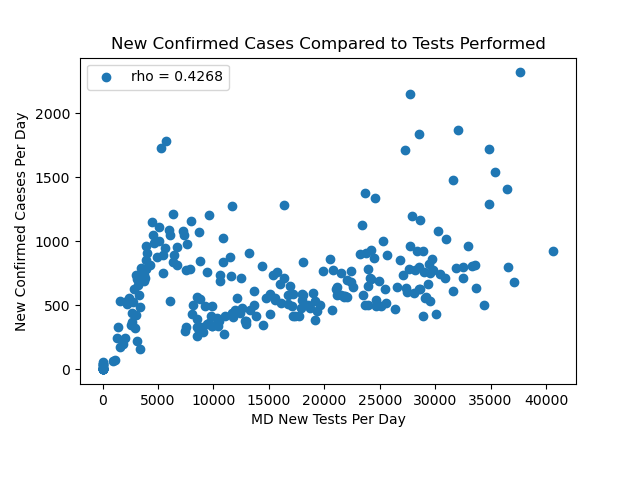 New Confirmed Cases Compared to Tests Performed
rho = 0.4268
New Confirmed Caeses Per Day
2000
1500
1000
500
0
0 5000 10000 15000 20000 25000 30000 35000 40000
MD New Tests Per Day